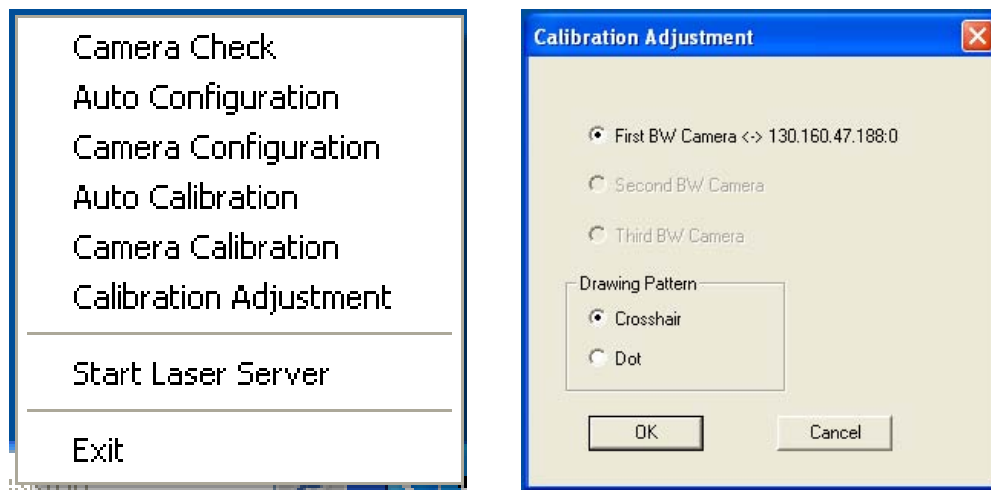 Camera Check
Auto Configuration
Camera Configuration
Auto Calibration
Camera Calibration
Calibration Adjustment
Start Laser Server
Exit
Calibration Adjustment
First BW Camera <-> 130.160.47.188:0
Second BW Camera
Third BW Camera
Drawing Pattern
Crosshair
Dot
OK
Cancel